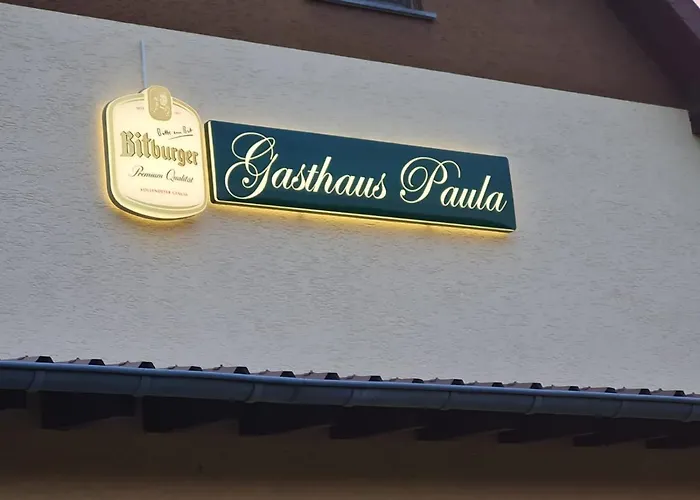 Bitte ein Bit
Bitburger
Premium Qualität
Gasthaus Paula